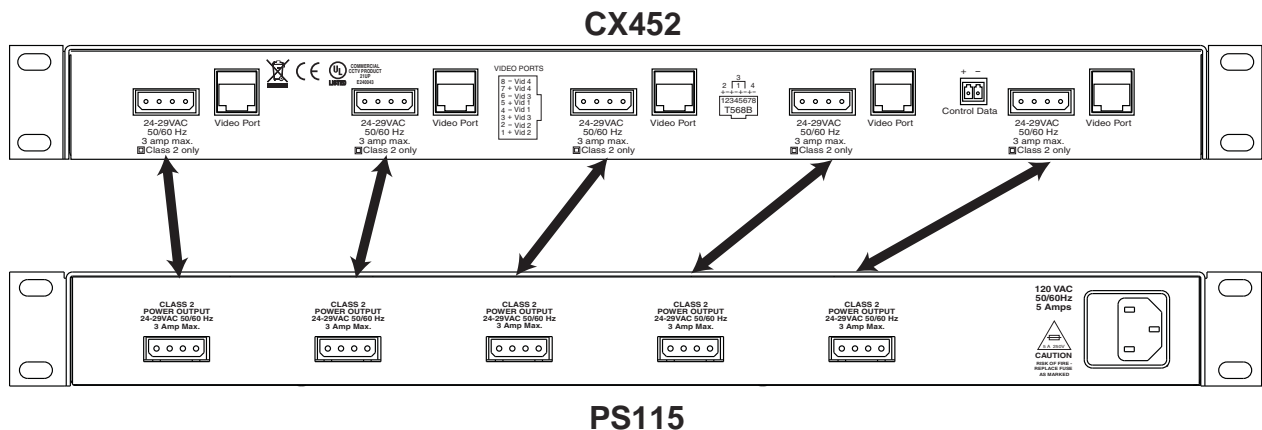 CX452
COMMERCIAL
CCTV PRODUCT
21UP
E240943
UL
LISTED
CE
VIDEO PORTS
8 – Vid 4
7 + Vid 4
6 – Vid 3
5 + Vid 1
4 – Vid 1
3 + Vid 3
2 – Vid 2
1 + Vid 2
3
2 1 4
+–+–+–+–
12345678
T568B
+ –
Control Data
24-29VAC
50/60 Hz
3 amp max.
Class 2 only
Video Port
24-29VAC
50/60 Hz
3 amp max.
Class 2 only
Video Port
24-29VAC
50/60 Hz
3 amp max.
Class 2 only
Video Port
24-29VAC
50/60 Hz
3 amp max.
Class 2 only
Video Port
24-29VAC
50/60 Hz
3 amp max.
Class 2 only
Video Port
CLASS 2
POWER OUTPUT
24-29VAC 50/60 Hz
3 Amp Max.
CLASS 2
POWER OUTPUT
24-29VAC 50/60 Hz
3 Amp Max.
CLASS 2
POWER OUTPUT
24-29VAC 50/60 Hz
3 Amp Max.
CLASS 2
POWER OUTPUT
24-29VAC 50/60 Hz
3 Amp Max.
CLASS 2
POWER OUTPUT
24-29VAC 50/60 Hz
3 Amp Max.
120 VAC
50/60Hz
5 Amps
CAUTION
RISK OF FIRE -
REPLACE FUSE
AS MARKED
PS115